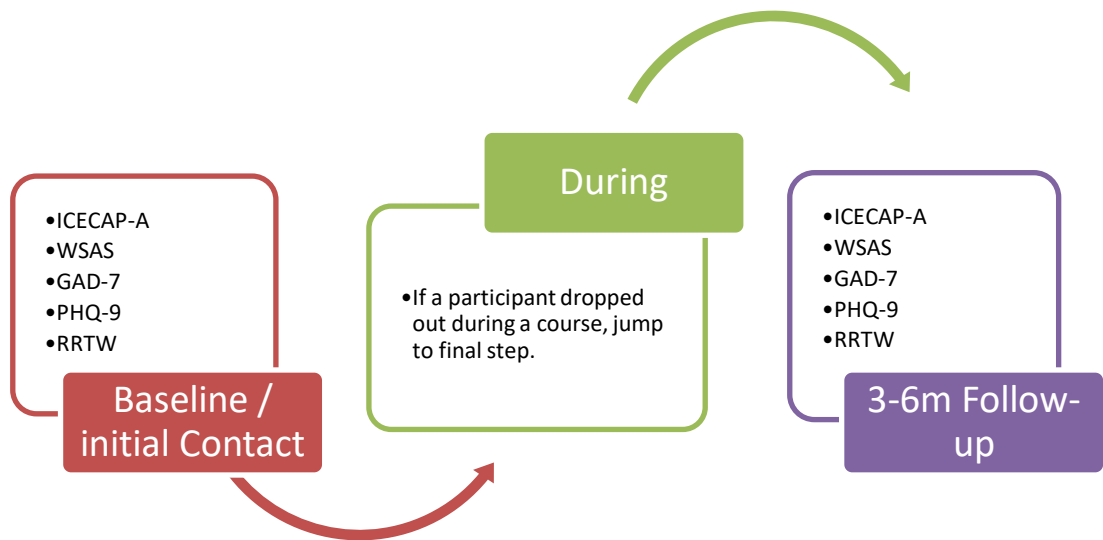 •ICECAP-A
•WSAS
•GAD-7
•PHQ-9
•RRTW
Baseline /
initial Contact
During
•If a participant dropped
out during a course, jump
to final step.
•ICECAP-A
•WSAS
•GAD-7
•PHQ-9
•RRTW
3-6m Follow-
up